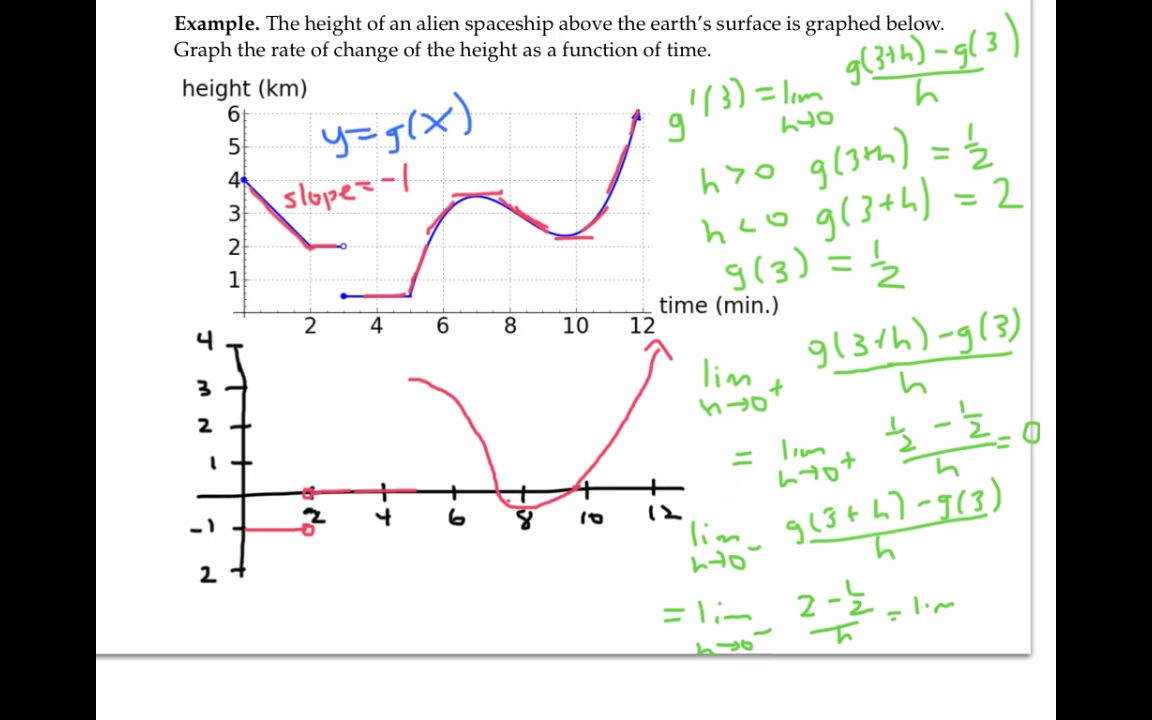 Example. The height of an alien spaceship above the earth's surface is graphed below.
Graph the rate of change of the height as a function of time.
height (km)
6
5
4
3
2
1
y=g(x)
slope=-1
2 4 6 8 10 12
time (min.)
4
3
2
1
-1
2
2 4 6 8 10 12
g'(3) = lim h→0 g(3+h)-g(3) / h
h>0 g(3+h) = 1/2
h<0 g(3+h) = 2
g(3) = 1/2
lim h→0+ g(3+h)-g(3) / h
= lim h→0+ 1/2 - 1/2 / h = 0
lim h→0- g(3+h)-g(3) / h
= lim h→0- 2-1/2 / h = lim